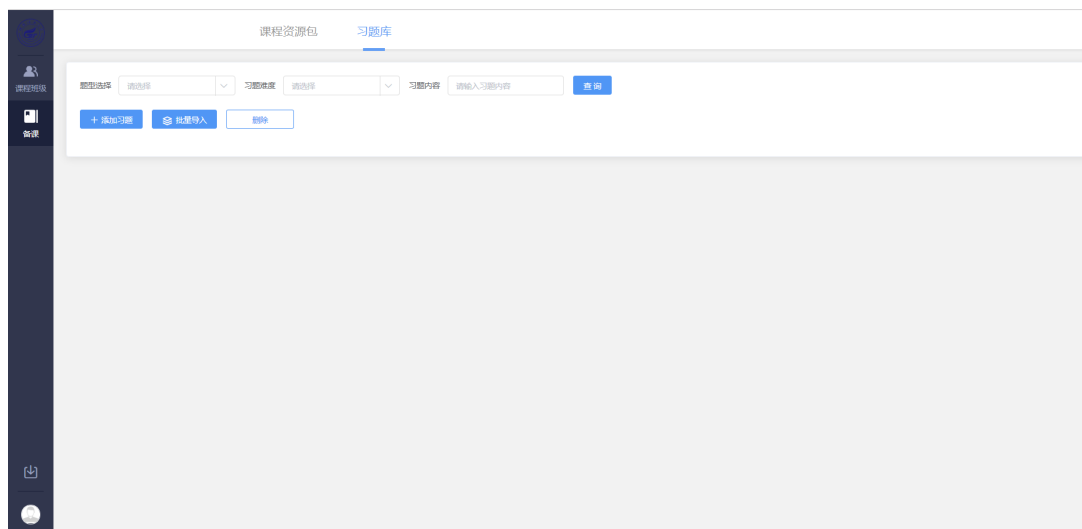 课程资源包 习题库
课程班级
备课
题型选择 请选择 习题难度 请选择 习题内容 请输入习题内容 查询
+ 添加习题 批量导入 删除